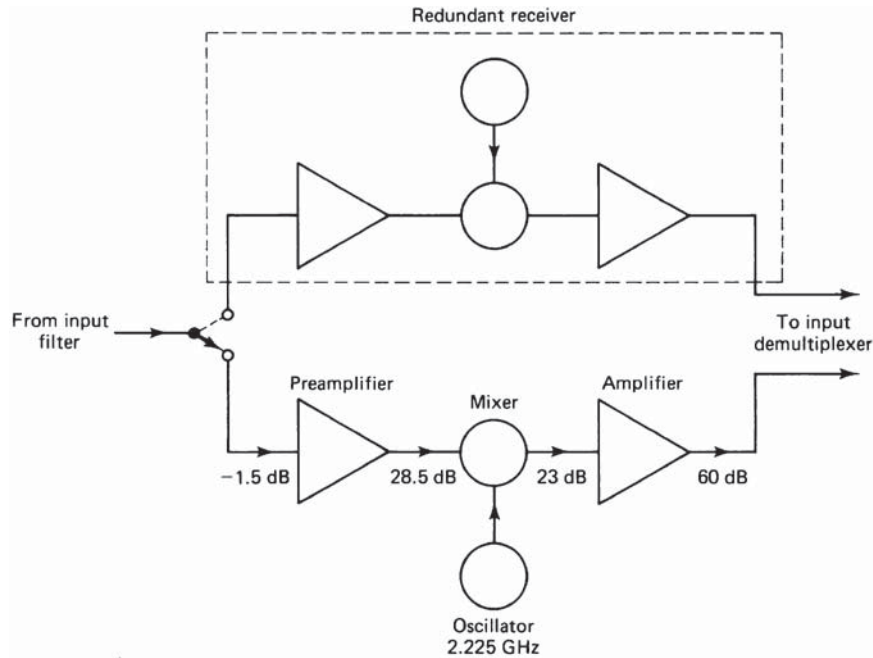 Redundant receiver
From input
filter
To input
demultiplexer
Preamplifier
Mixer
Amplifier
−1.5 dB
28.5 dB
23 dB
60 dB
Oscillator
2.225 GHz